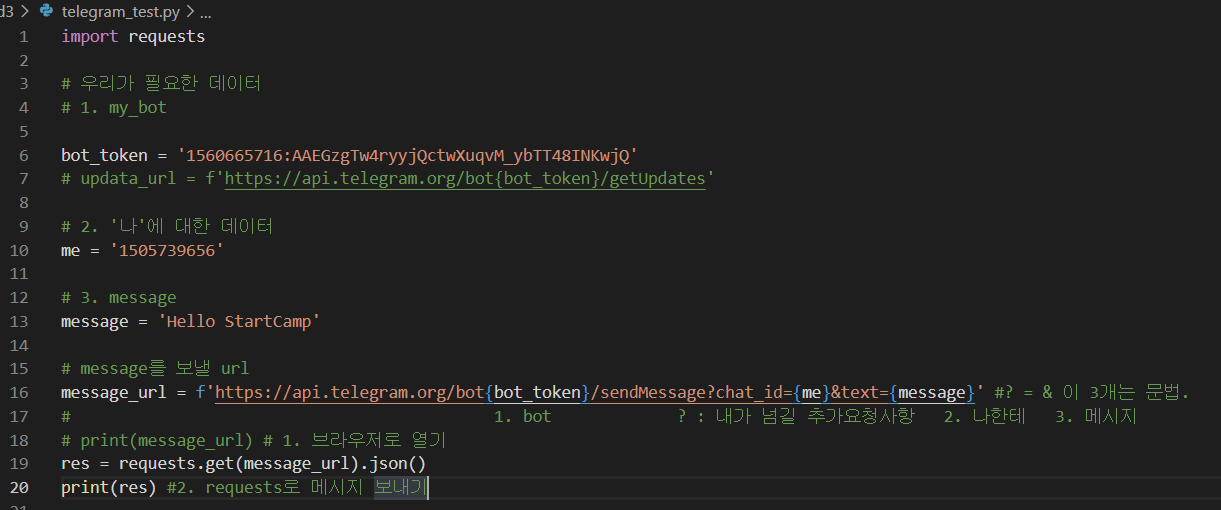 d3 > telegram_test.py > ...
1 import requests
2
3 # 우리가 필요한 데이터
4 # 1. my_bot
5
6 bot_token = '1560665716:AAEGzgTw4ryyjQctwXuqvM_ybTT48INKwjQ'
7 # updata_url = f'https://api.telegram.org/bot{bot_token}/getUpdates'
8
9 # 2. '나'에 대한 데이터
10 me = '1505739656'
11
12 # 3. message
13 message = 'Hello StartCamp'
14
15 # message를 보낼 url
16 message_url = f'https://api.telegram.org/bot{bot_token}/sendMessage?chat_id={me}&text={message}' #? = & 이 3개는 문법.
17 # 1. bot ? : 내가 넘길 추가요청사항 2. 나한테 3. 메시지
18 # print(message_url) # 1. 브라우저로 열기
19 res = requests.get(message_url).json()
20 print(res) #2. requests로 메시지 보내기
21